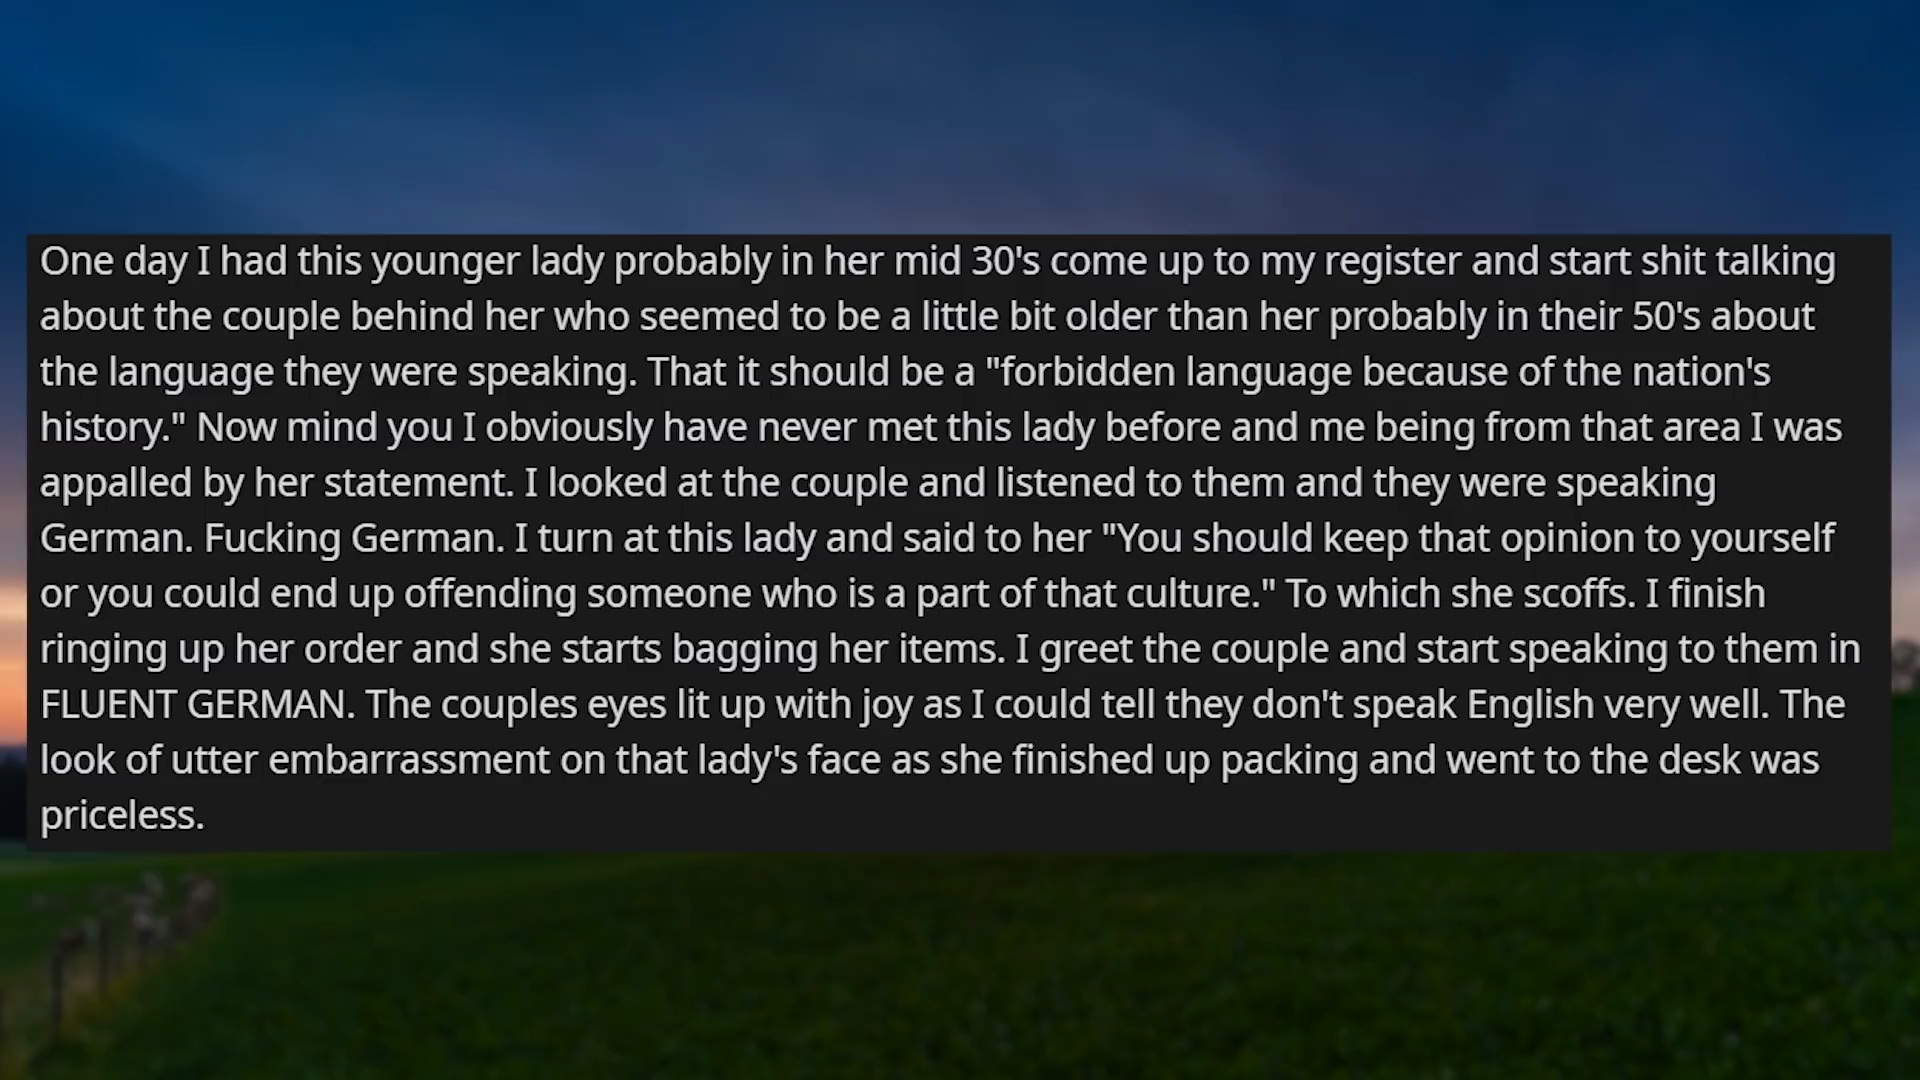 One day I had this younger lady probably in her mid 30's come up to my register and start shit talking
about the couple behind her who seemed to be a little bit older than her probably in their 50's about
the language they were speaking. That it should be a "forbidden language because of the nation's
history." Now mind you I obviously have never met this lady before and me being from that area I was
appalled by her statement. I looked at the couple and listened to them and they were speaking
German. Fucking German. I turn at this lady and said to her "You should keep that opinion to yourself
or you could end up offending someone who is a part of that culture." To which she scoffs. I finish
ringing up her order and she starts bagging her items. I greet the couple and start speaking to them in
FLUENT GERMAN. The couples eyes lit up with joy as I could tell they don't speak English very well. The
look of utter embarrassment on that lady's face as she finished up packing and went to the desk was
priceless.